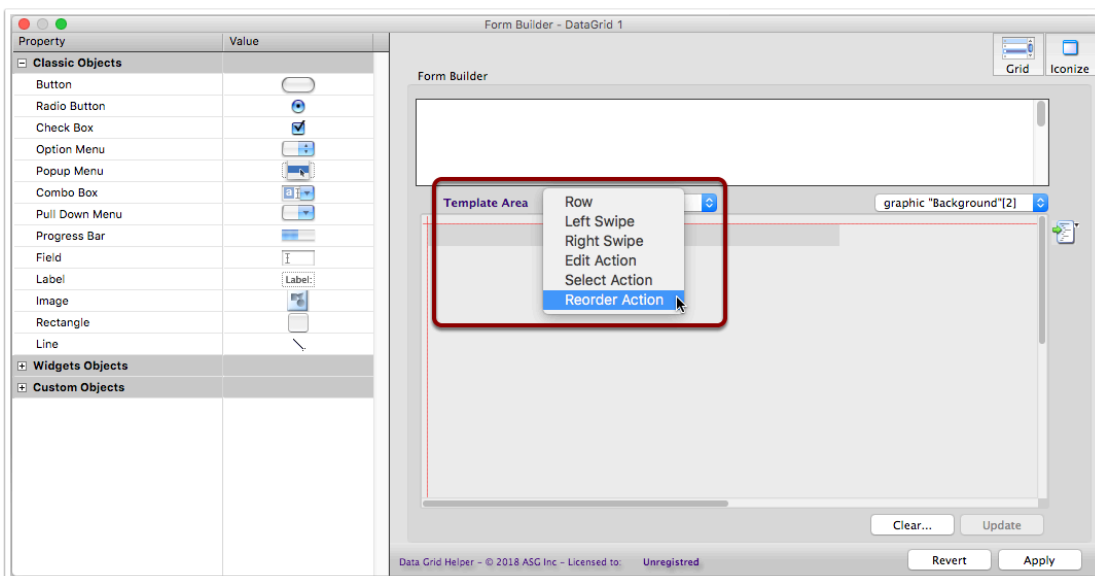 Form Builder - DataGrid 1
Property Value
Classic Objects
Button
Radio Button
Check Box
Option Menu
Popup Menu
Combo Box
Pull Down Menu
Progress Bar
Field
Label Label:
Image
Rectangle
Line
Widgets Objects
Custom Objects
Grid Iconize
Form Builder
Template Area
Row
Left Swipe
Right Swipe
Edit Action
Select Action
Reorder Action
graphic "Background"[2]
Clear... Update
Data Grid Helper - © 2018 ASG Inc - Licensed to: Unregistred
Revert Apply